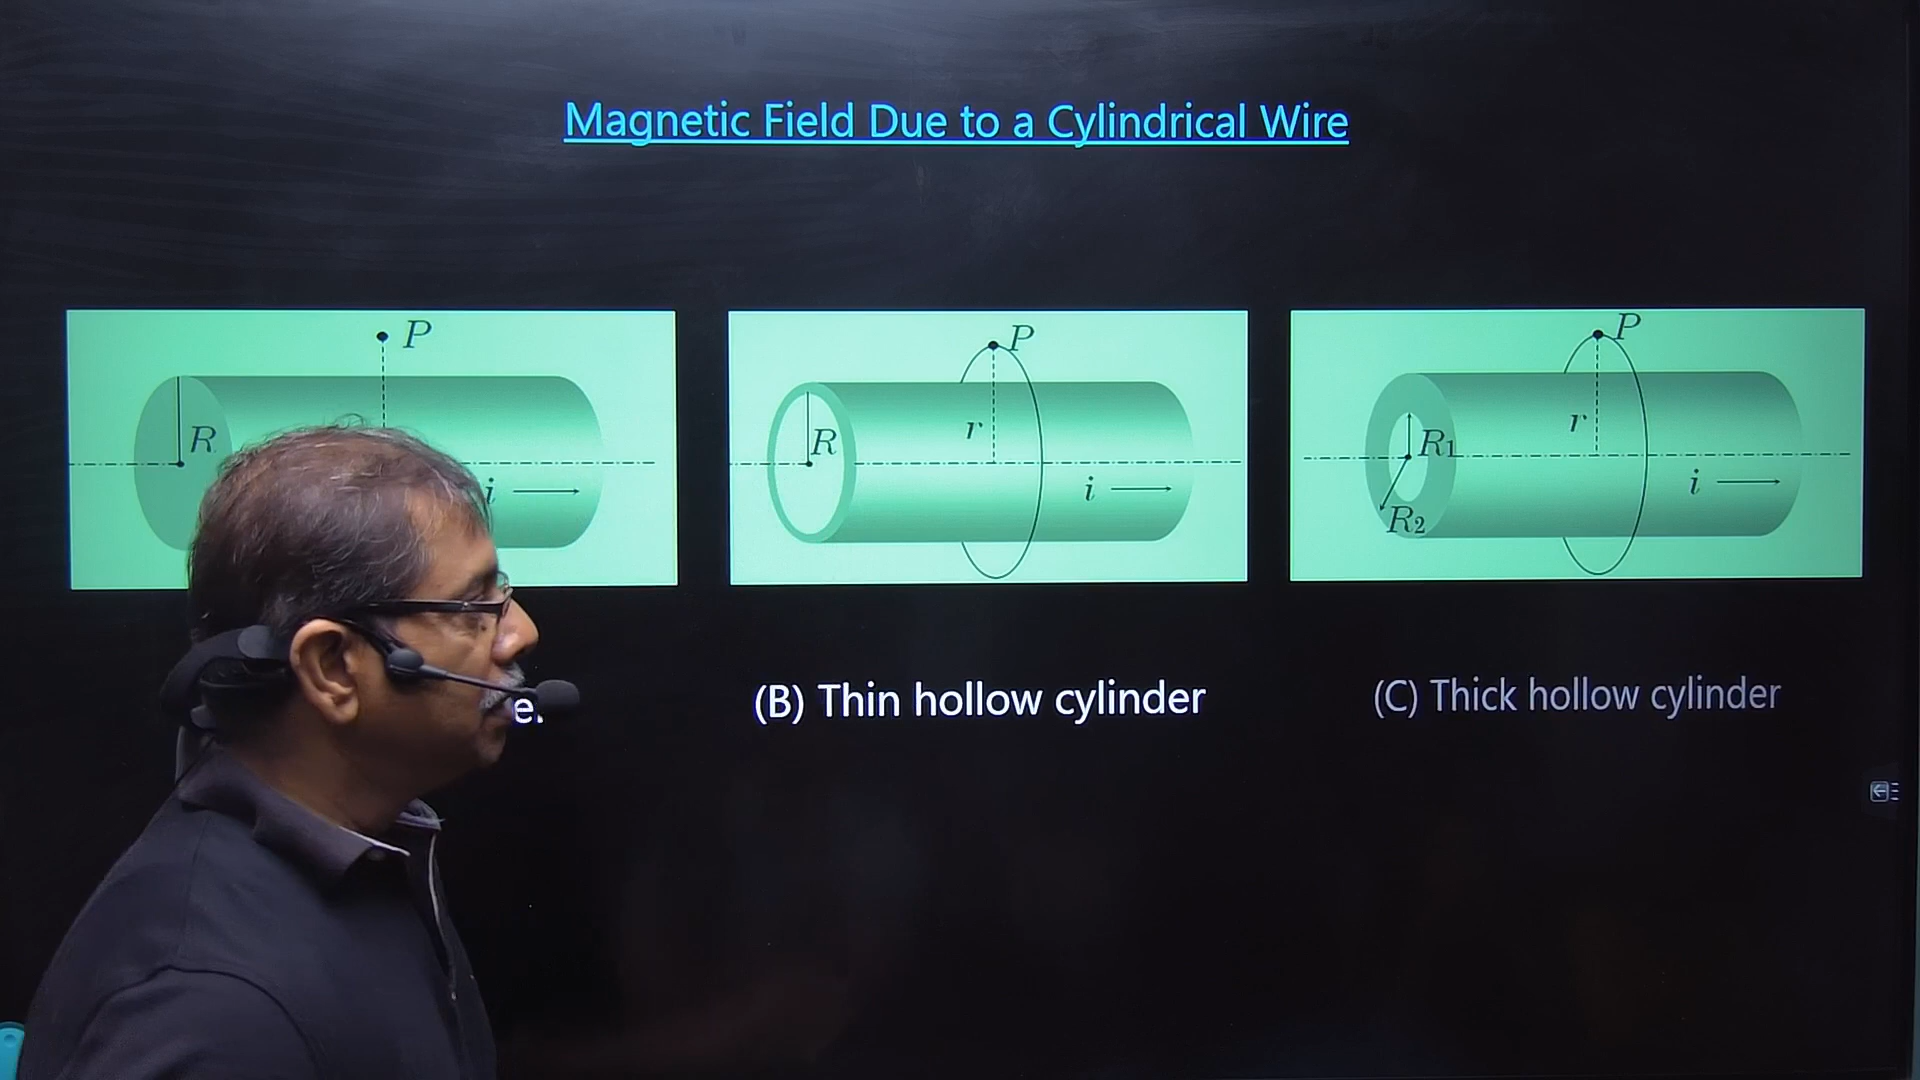 Magnetic Field Due to a Cylindrical Wire
P
R
i
P
R
r
i
P
R1
r
i
R2
(B) Thin hollow cylinder
(C) Thick hollow cylinder